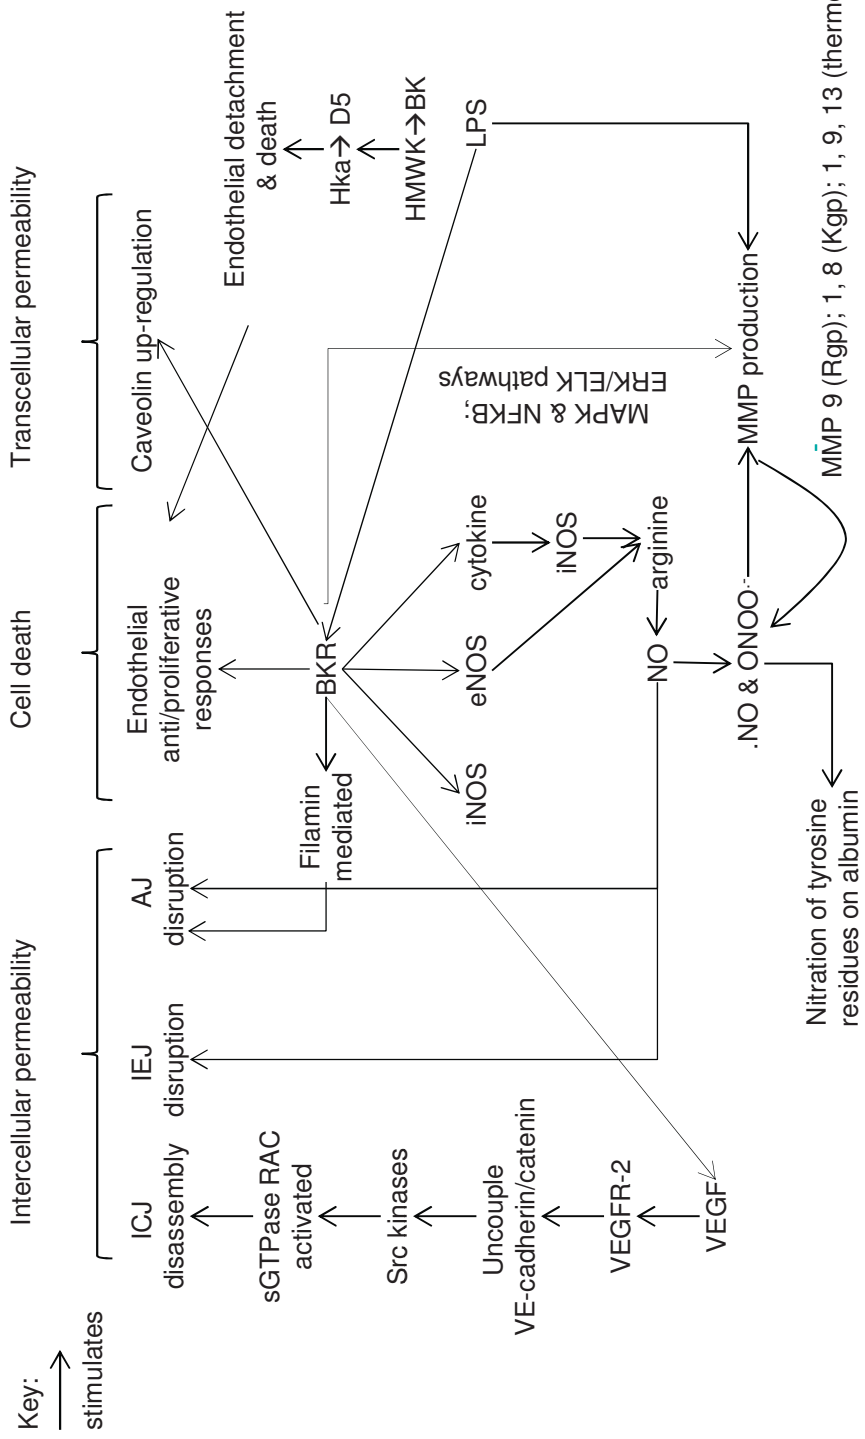 Key:
stimulates
Intercellular permeability
Cell death
Transcellular permeability
ICJ
disassembly
IEJ
disruption
AJ
disruption
Endothelial
anti/proliferative
responses
Caveolin up-regulation
Endothelial detachment
& death
sGTPase RAC
activated
Filamin
mediated
BKR
Hka→ D5
Src kinases
HMWK→BK
Uncouple
VE-cadherin/catenin
iNOS
eNOS
cytokine
LPS
iNOS
MAPK & NFKB;
ERK/ELK pathways
VEGFR-2
NO
arginine
VEGF
.NO & ONOO.-
MMP production
Nitration of tyrosine
residues on albumin
MMP 9 (Rgp); 1, 8 (Kgp); 1, 9, 13